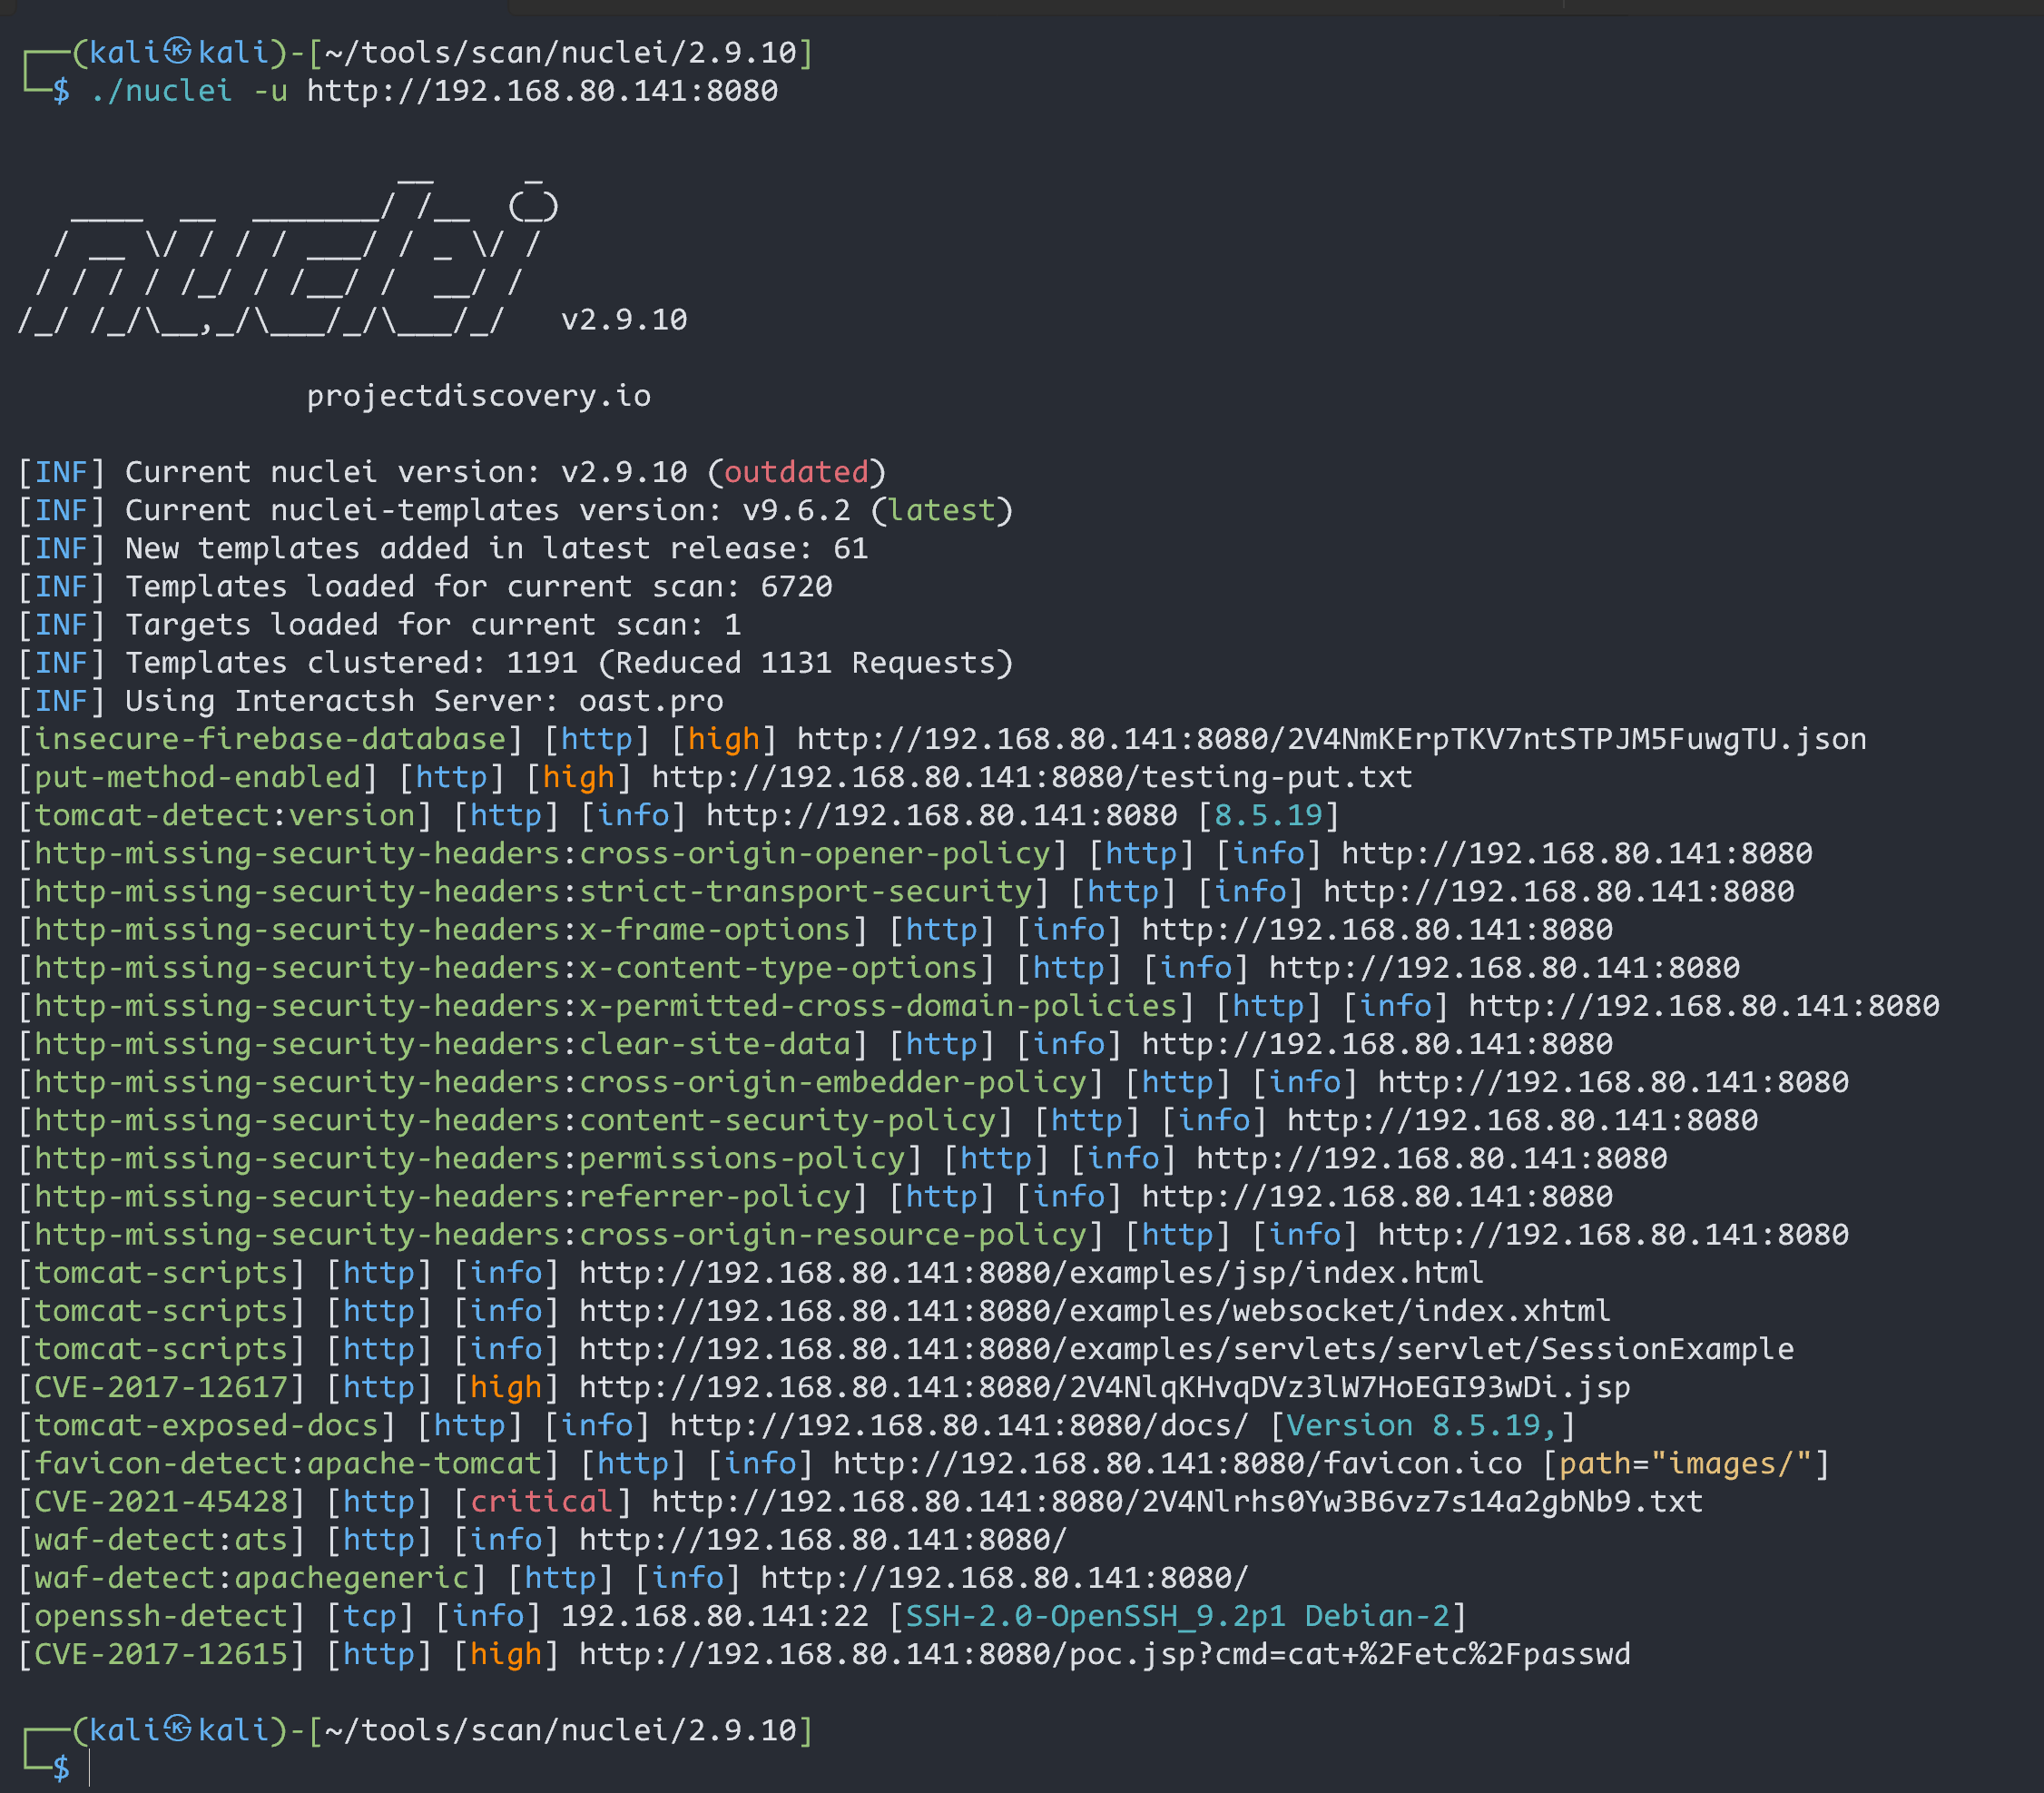 ┌──(kali㉿kali)-[~/tools/scan/nuclei/2.9.10]
└─$ ./nuclei -u http://192.168.80.141:8080
                     __     _
   ____  __  _______/ /__  (_)
  / __ \/ / / / ___/ / _ \/ /
 / / / / /_/ / /__/ /  __/ /
/_/ /_/\__,_/\___/_/\___/_/   v2.9.10
projectdiscovery.io
[INF] Current nuclei version: v2.9.10 (outdated)
[INF] Current nuclei-templates version: v9.6.2 (latest)
[INF] New templates added in latest release: 61
[INF] Templates loaded for current scan: 6720
[INF] Targets loaded for current scan: 1
[INF] Templates clustered: 1191 (Reduced 1131 Requests)
[INF] Using Interactsh Server: oast.pro
[insecure-firebase-database] [http] [high] http://192.168.80.141:8080/2V4NmKErpTKV7ntSTPJM5FuwgTU.json
[put-method-enabled] [http] [high] http://192.168.80.141:8080/testing-put.txt
[tomcat-detect:version] [http] [info] http://192.168.80.141:8080 [8.5.19]
[http-missing-security-headers:cross-origin-opener-policy] [http] [info] http://192.168.80.141:8080
[http-missing-security-headers:strict-transport-security] [http] [info] http://192.168.80.141:8080
[http-missing-security-headers:x-frame-options] [http] [info] http://192.168.80.141:8080
[http-missing-security-headers:x-content-type-options] [http] [info] http://192.168.80.141:8080
[http-missing-security-headers:x-permitted-cross-domain-policies] [http] [info] http://192.168.80.141:8080
[http-missing-security-headers:clear-site-data] [http] [info] http://192.168.80.141:8080
[http-missing-security-headers:cross-origin-embedder-policy] [http] [info] http://192.168.80.141:8080
[http-missing-security-headers:content-security-policy] [http] [info] http://192.168.80.141:8080
[http-missing-security-headers:permissions-policy] [http] [info] http://192.168.80.141:8080
[http-missing-security-headers:referrer-policy] [http] [info] http://192.168.80.141:8080
[http-missing-security-headers:cross-origin-resource-policy] [http] [info] http://192.168.80.141:8080
[tomcat-scripts] [http] [info] http://192.168.80.141:8080/examples/jsp/index.html
[tomcat-scripts] [http] [info] http://192.168.80.141:8080/examples/websocket/index.xhtml
[tomcat-scripts] [http] [info] http://192.168.80.141:8080/examples/servlets/servlet/SessionExample
[CVE-2017-12617] [http] [high] http://192.168.80.141:8080/2V4NlqKHvqDVz3lW7HoEGI93wDi.jsp
[tomcat-exposed-docs] [http] [info] http://192.168.80.141:8080/docs/ [Version 8.5.19,]
[favicon-detect:apache-tomcat] [http] [info] http://192.168.80.141:8080/favicon.ico [path="images/"]
[CVE-2021-45428] [http] [critical] http://192.168.80.141:8080/2V4Nlrhs0Yw3B6vz7s14a2gbNb9.txt
[waf-detect:ats] [http] [info] http://192.168.80.141:8080/
[waf-detect:apachegeneric] [http] [info] http://192.168.80.141:8080/
[openssh-detect] [tcp] [info] 192.168.80.141:22 [SSH-2.0-OpenSSH_9.2p1 Debian-2]
[CVE-2017-12615] [http] [high] http://192.168.80.141:8080/poc.jsp?cmd=cat+%2Fetc%2Fpasswd
┌──(kali㉿kali)-[~/tools/scan/nuclei/2.9.10]
└─$